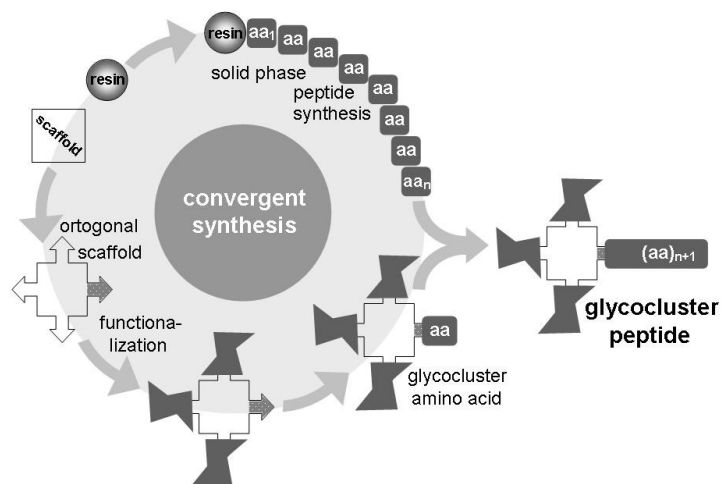 resin aa1 aa aa aa aa aa aa aan
solid phase
peptide
synthesis
resin
scaffold
convergent
synthesis
ortogonal
scaffold
functiona-
lization
aa
glycocluster
amino acid
(aa)n+1
glycocluster
peptide